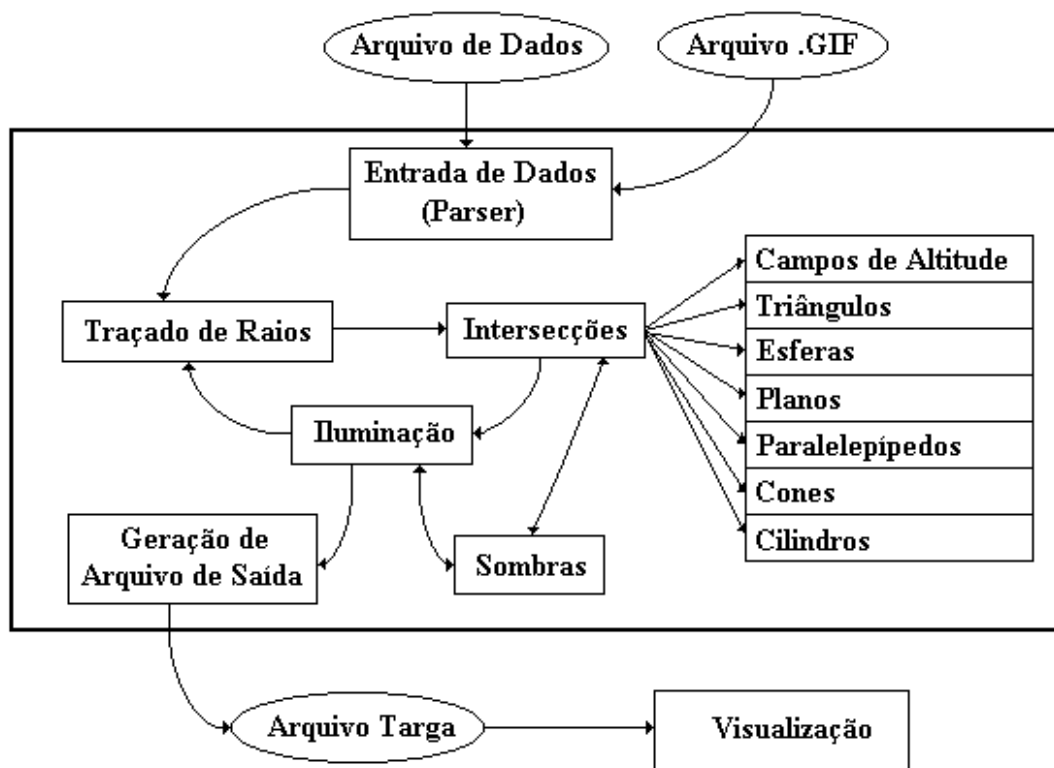 Arquivo de Dados
Arquivo .GIF
Entrada de Dados
(Parser)
Campos de Altitude
Triângulos
Esferas
Planos
Paralelepípedos
Cones
Cilindros
Traçado de Raios
Intersecções
Iluminação
Geração de
Arquivo de Saída
Sombras
Arquivo Targa
Visualização